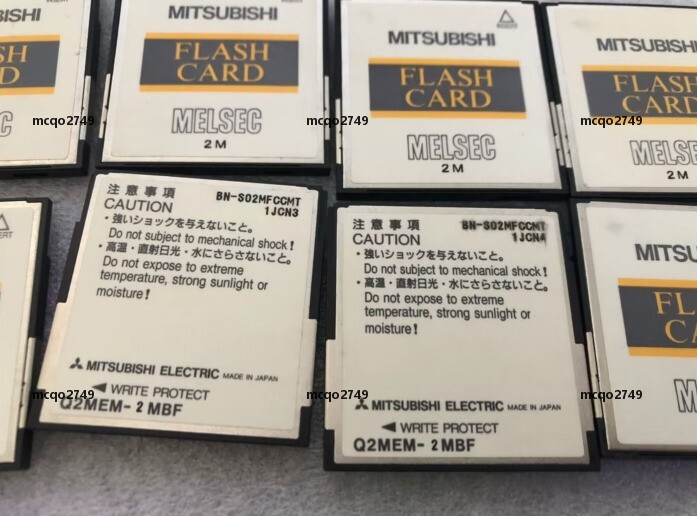 MITSUBISHI
FLASH
CARD
MELSEC
2 M
MITSUBISHI
FLASH
CARD
MELSEC
2 M
MITSUBISHI
FLASH
CARD
MELSEC
2 M
mcqo2749
mcqo2749
mcqo2749
注意事項
BN-S02MFCCMT
CAUTION
1JCN3
・強いショックを与えないこと。
Do not subject to mechanical shock!
・高温・直射日光・水にさらさないこと。
Do not expose to extreme
temperature, strong sunlight or
moisture!
MITSUBISHI ELECTRIC MADE IN JAPAN
WRITE PROTECT
Q2MEM-2MBF
注意事項
BN-S02MFCCMT
CAUTION
1JCN4
・強いショックを与えないこと。
Do not subject to mechanical shock!
・高温・直射日光・水にさらさないこと。
Do not expose to extreme
temperature, strong sunlight or
moisture!
MITSUBISHI ELECTRIC MADE IN JAPAN
WRITE PROTECT
Q2MEM-2MBF
mcqo2749
mcqo2749
mcqo2749